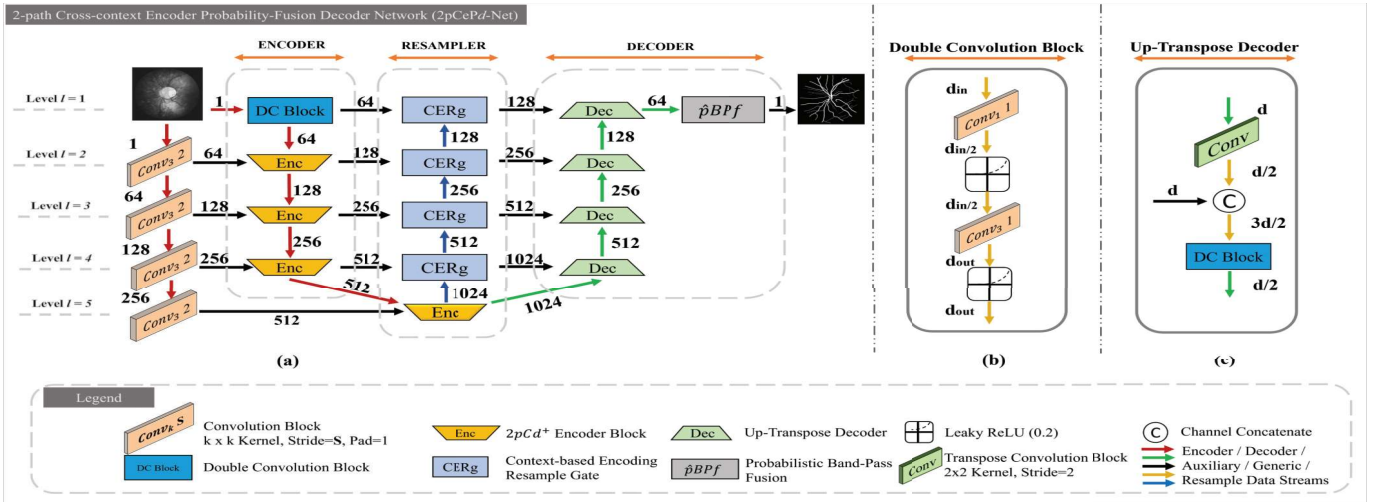 2-path Cross-context Encoder Probability-Fusion Decoder Network (2pCePd-Net)
ENCODER
RESAMPLER
DECODER
Double Convolution Block
Up-Transpose Decoder
Level l = 1
1
DC Block
64
CERg
128
Dec
64
p̂BPf
1
1
64
128
128
Level l = 2
Conv₃ 2
64
Enc
128
CERg
256
Dec
64
128
256
256
Level l = 3
Conv₃ 2
128
Enc
256
CERg
512
Dec
128
256
512
512
Level l = 4
Conv₃ 2
256
Enc
512
CERg
1024
Dec
256
512
1024
1024
Level l = 5
Conv₃ 2
512
Enc
(a)
din
Conv₁ 1
din/2
din/2
Conv₃ 1
dout
dout
(b)
d
Conv
d/2
d
C
3d/2
DC Block
d/2
(c)
Legend
Convₖ S
Convolution Block
k x k Kernel, Stride=S, Pad=1
DC Block
Double Convolution Block
Enc
2pCd⁺ Encoder Block
CERg
Context-based Encoding
Resample Gate
Dec
Up-Transpose Decoder
p̂BPf
Probabilistic Band-Pass
Fusion
Leaky ReLU (0.2)
Conv
Transpose Convolution Block
2x2 Kernel, Stride=2
C
Channel Concatenate
Encoder / Decoder /
Auxiliary / Generic /
Resample Data Streams